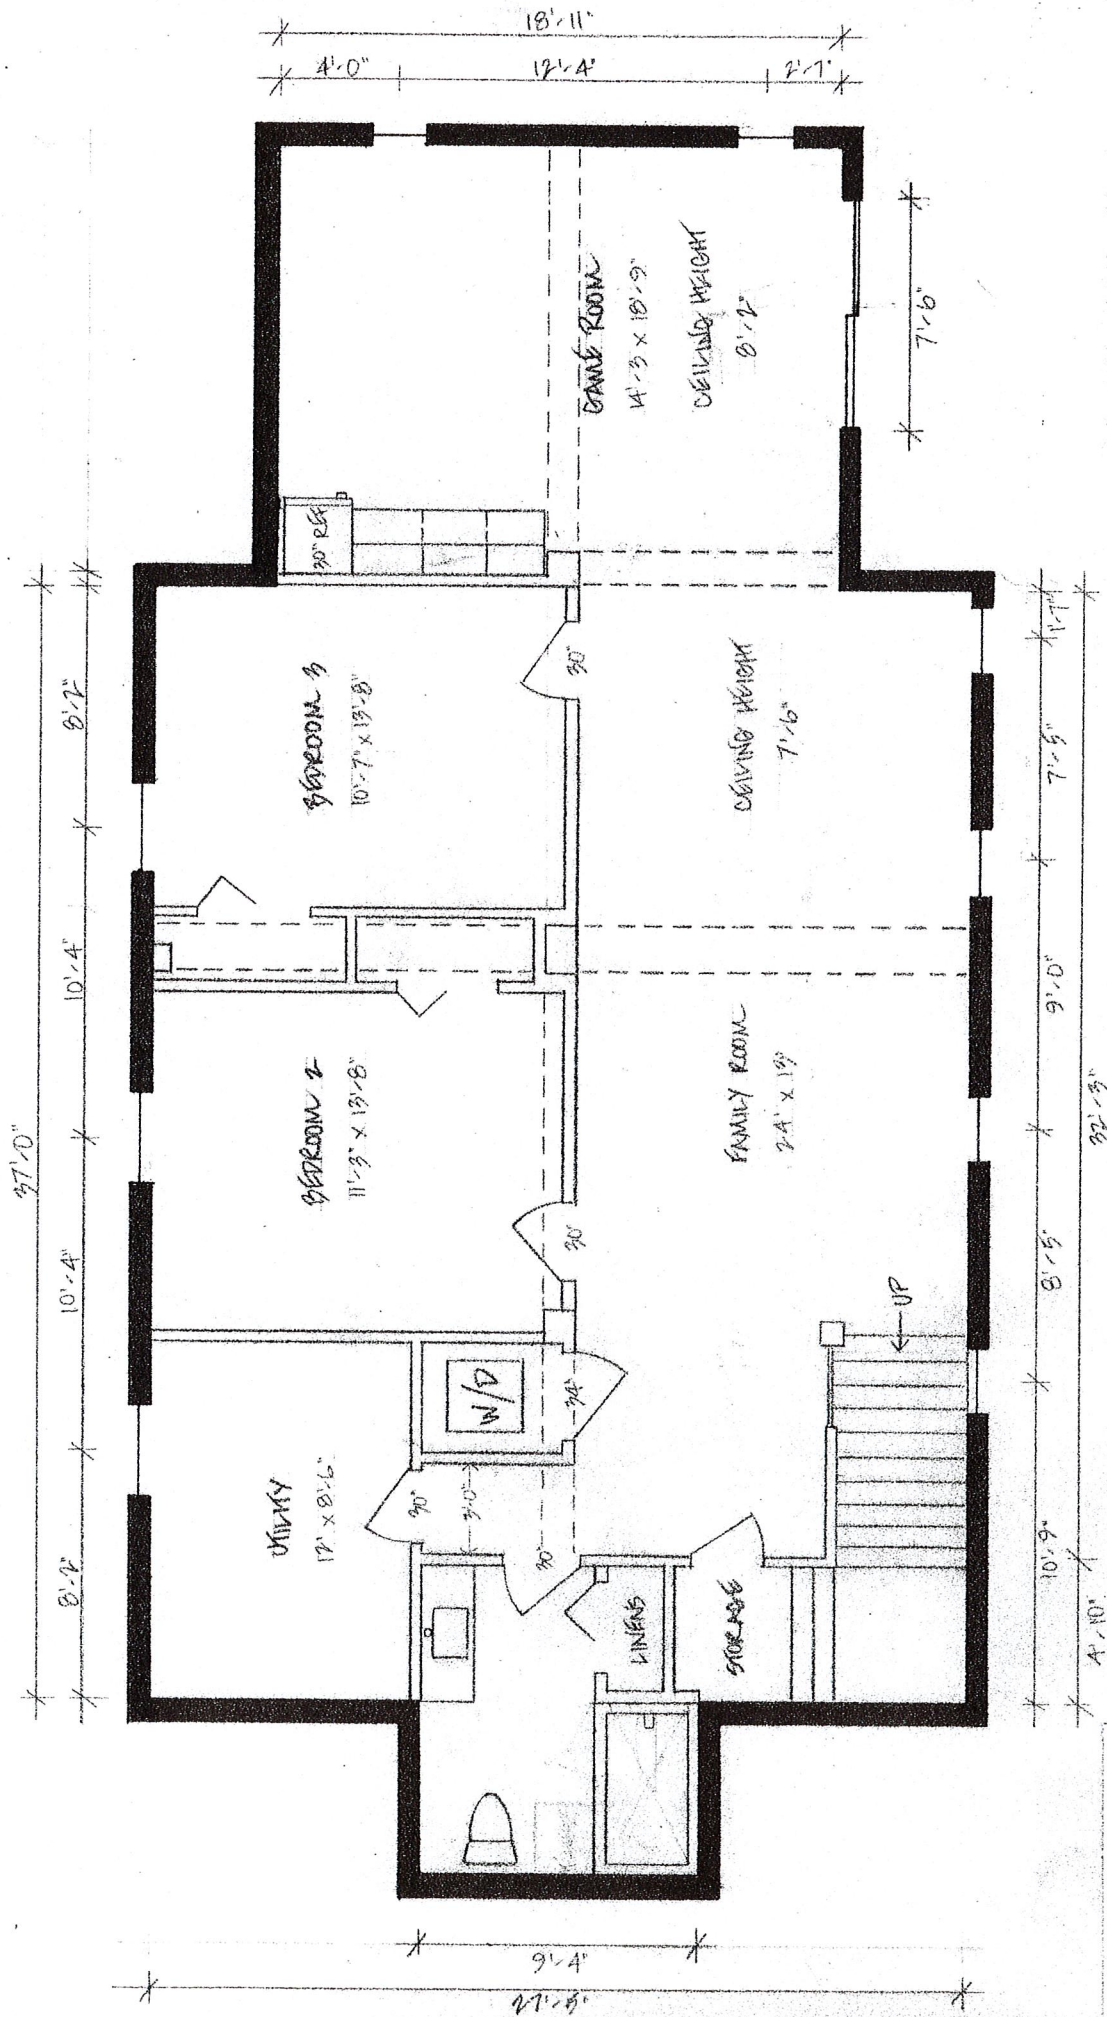 18'-11"
4'-0"
12'-4"
2'-7"
37'-0"
8'-2"
10'-4"
10'-4"
8'-2"
GAME ROOM
14'-3 x 18'-9"
CEILING HEIGHT
8'-2"
7'-6"
30" REF
BEDROOM 3
10'-7" x 13'-8"
30"
CEILING HEIGHT
7'-6"
BEDROOM 2
11'-3" x 13'-8"
30"
FAMILY ROOM
24' x 13'
UP
W/D
34"
UTILITY
12' x 8'-6"
30"
3'-0"
30"
LINENS
STORAGE
1'-7"
7'-5"
9'-0"
8'-5"
10'-9"
32'-3"
4'-10"
9'-4"